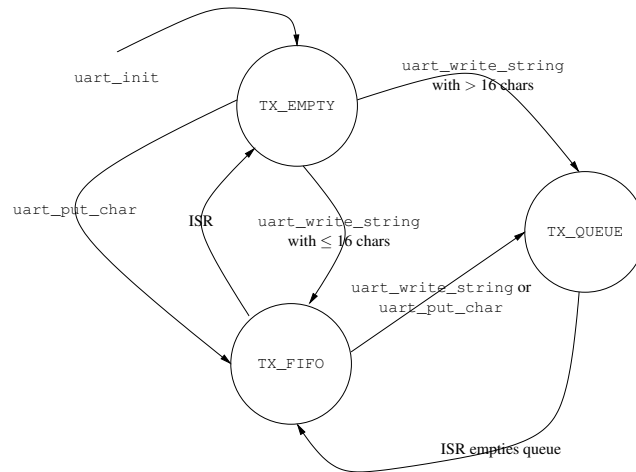 uart_write_string
with > 16 chars
uart_init
TX_EMPTY
uart_put_char
ISR
uart_write_string
with ≤ 16 chars
TX_QUEUE
uart_write_string or
uart_put_char
TX_FIFO
ISR empties queue